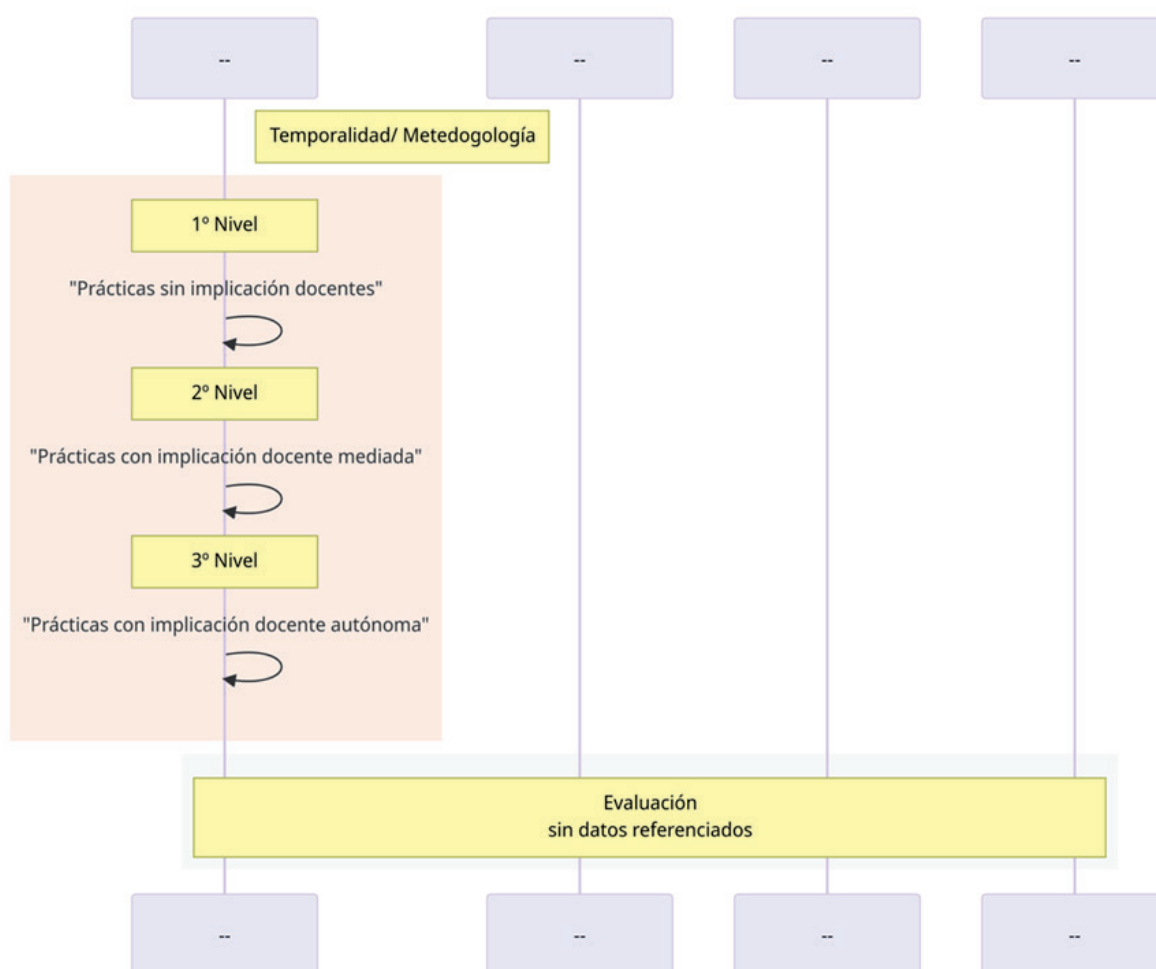 -- -- -- --
Temporalidad/ Metedogología
1º Nivel
"Prácticas sin implicación docentes"
2º Nivel
"Prácticas con implicación docente mediada"
3º Nivel
"Prácticas con implicación docente autónoma"
Evaluación
sin datos referenciados
-- -- -- --